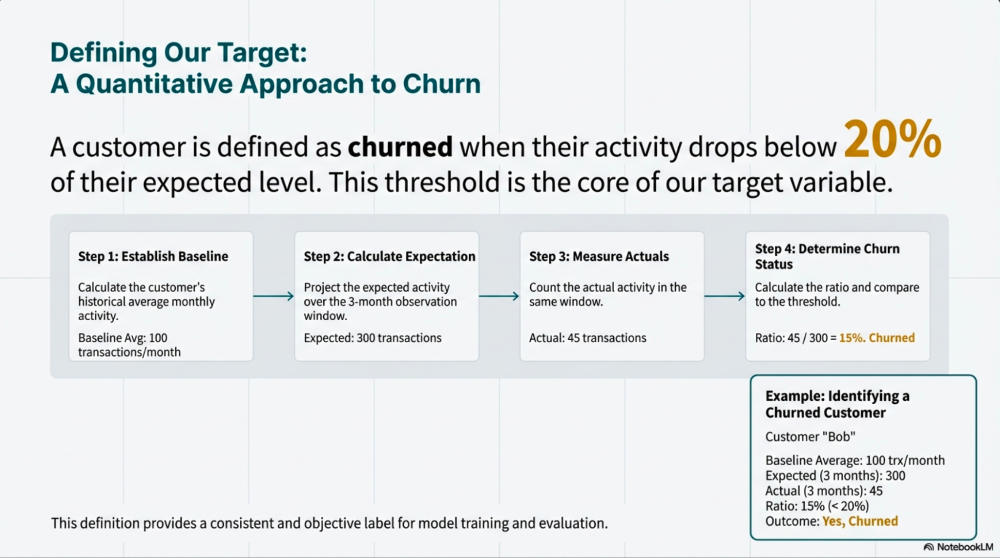 Defining Our Target:
A Quantitative Approach to Churn
A customer is defined as churned when their activity drops below 20%
of their expected level. This threshold is the core of our target variable.
Step 1: Establish Baseline
Calculate the customer's
historical average monthly
activity.
Baseline Avg: 100
transactions/month
Step 2: Calculate Expectation
Project the expected activity
over the 3-month observation
window.
Expected: 300 transactions
Step 3: Measure Actuals
Count the actual activity in the
same window.
Actual: 45 transactions
Step 4: Determine Churn
Status
Calculate the ratio and compare
to the threshold.
Ratio: 45 / 300 = 15%. Churned
Example: Identifying a
Churned Customer
Customer "Bob"
Baseline Average: 100 trx/month
Expected (3 months): 300
Actual (3 months): 45
Ratio: 15% (< 20%)
Outcome: Yes, Churned
This definition provides a consistent and objective label for model training and evaluation.
NotebookLM